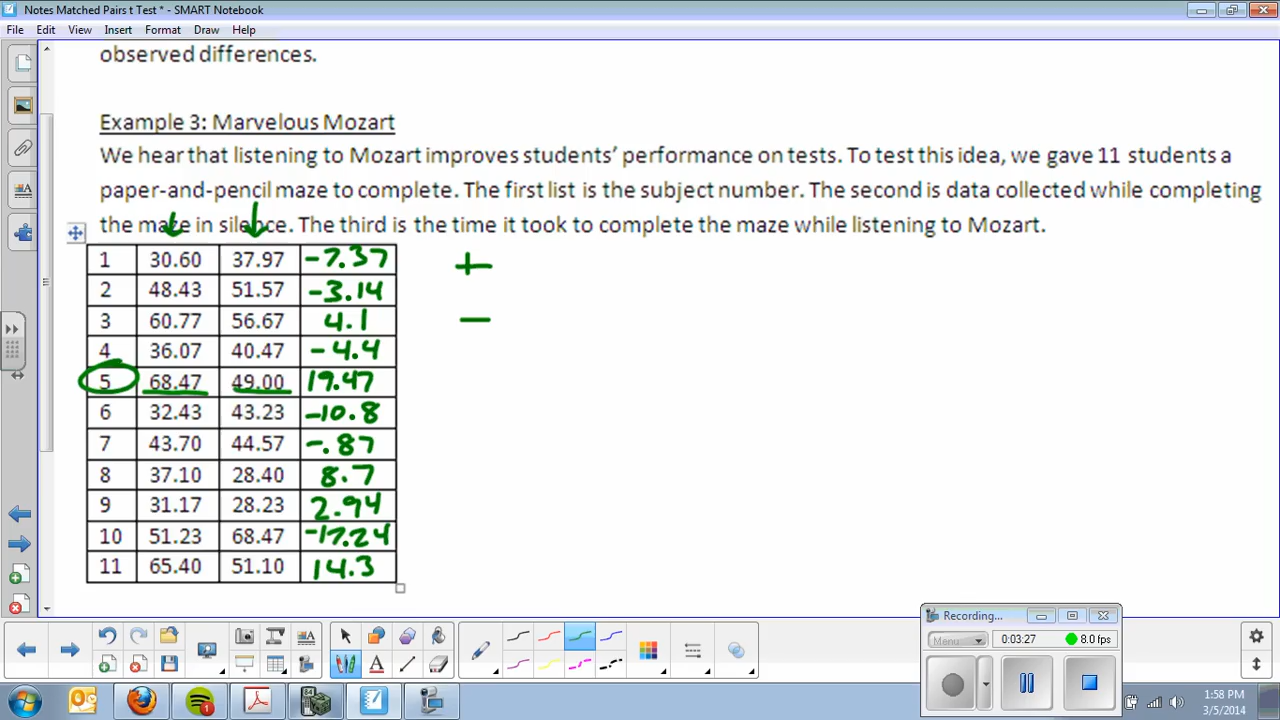 Notes Matched Pairs t Test * - SMART Notebook
File Edit View Insert Format Draw Help
observed differences.
Example 3: Marvelous Mozart
We hear that listening to Mozart improves students' performance on tests. To test this idea, we gave 11 students a
paper-and-pencil maze to complete. The first list is the subject number. The second is data collected while completing
the maze in silence. The third is the time it took to complete the maze while listening to Mozart.
1 30.60 37.97 -7.37
2 48.43 51.57 -3.14
3 60.77 56.67 4.1
4 36.07 40.47 -4.4
5 68.47 49.00 19.47
6 32.43 43.23 -10.8
7 43.70 44.57 -.87
8 37.10 28.40 8.7
9 31.17 28.23 2.94
10 51.23 68.47 -17.24
11 65.40 51.10 14.3
+
-
Recording...
Menu 0:03:27 8.0 fps
1:58 PM
3/5/2014